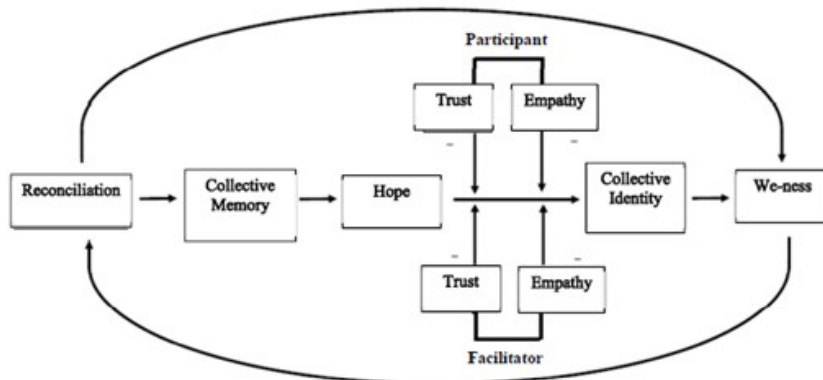 Participant
Trust
Empathy
–
–
Reconciliation
Collective
Memory
Hope
Collective
Identity
We-ness
–
–
Trust
Empathy
Facilitator